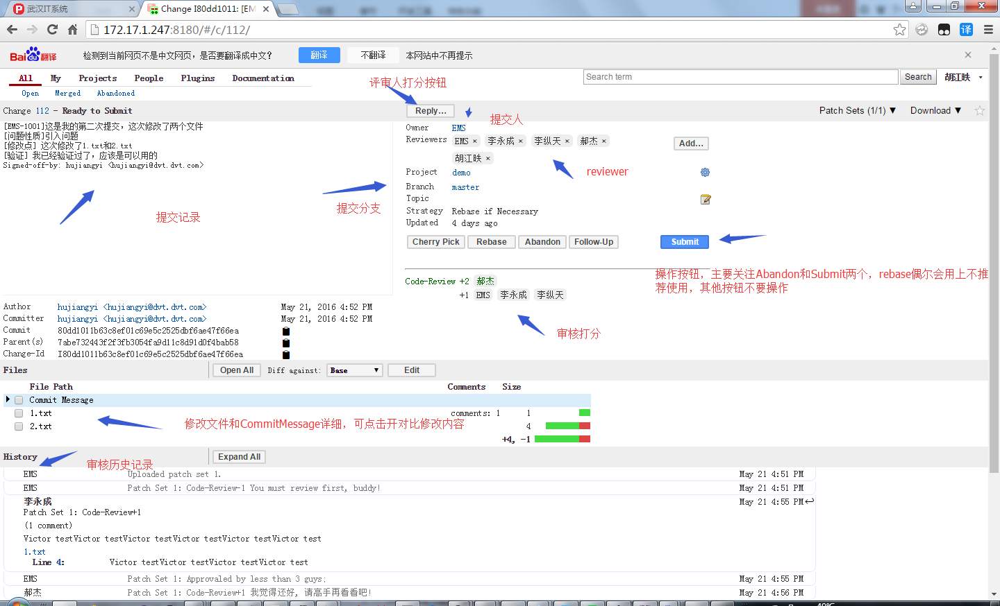 武汉IT系统
Change I80dd1011: [EM
172.17.1.247:8180/#/c/112/
译
Bai du 翻译
检测到当前网页不是中文网页，是否要翻译成中文？
翻译
不翻译
本网站中不再提示
All My Projects People Plugins Documentation
Open Merged Abandoned
Search term
Search
胡江昳
评审人打分按钮
Change 112 - Ready to Submit
Reply...
Patch Sets (1/1) ▼
Download ▼
提交人
[EMS-1001]这是我的第二次提交，这次修改了两个文件
[问题性质]引入问题
[修改点] 这次修改了1.txt和2.txt
[验证] 我已经验证过了，应该是可以用的
Signed-off-by: hujiangyi <hujiangyi@dvt.dvt.com>
提交记录
提交分支
Owner EMS
Reviewers EMS × 李永成 × 李纵天 × 郝杰 ×
胡江昳 ×
Add...
reviewer
Project demo
Branch master
Topic
Strategy Rebase if Necessary
Updated 4 days ago
Cherry Pick Rebase Abandon Follow-Up Submit
操作按钮，主要关注Abandon和Submit两个，rebase偶尔会用上不推
荐使用，其他按钮不要操作
Code-Review +2 郝杰
+1 EMS 李永成 李纵天
审核打分
Author hujiangyi <hujiangyi@dvt.dvt.com> May 21, 2016 4:52 PM
Committer hujiangyi <hujiangyi@dvt.dvt.com> May 21, 2016 4:52 PM
Commit 80dd1011b63c8ef01c69e5c2525dbf6ae47f66ea
Parent(s) 7abe732443f2f3fb3054fa9d11c8d91d0f4bab58
Change-Id I80dd1011b63c8ef01c69e5c2525dbf6ae47f66ea
Files
Open All
Diff against: Base ▼
Edit
File Path Comments Size
Commit Message
1.txt comments: 1 1
2.txt 4
+4, -1
修改文件和CommitMessage详细，可点击开对比修改内容
History
Expand All
审核历史记录
EMS Uploaded patch set 1. May 21 4:51 PM
EMS Patch Set 1: Code-Review-1 You must review first, buddy! May 21 4:51 PM
李永成 May 21 4:55 PM
Patch Set 1: Code-Review+1
(1 comment)
Victor testVictor testVictor testVictor testVictor testVictor test
1.txt
Line 4: Victor testVictor testVictor testVictor test
EMS Patch Set 1: Approvaled by less than 3 guys; May 21 4:55 PM
郝杰 Patch Set 1: Code-Review+1 我觉得还好, 请高手再看看吧! May 21 4:56 PM